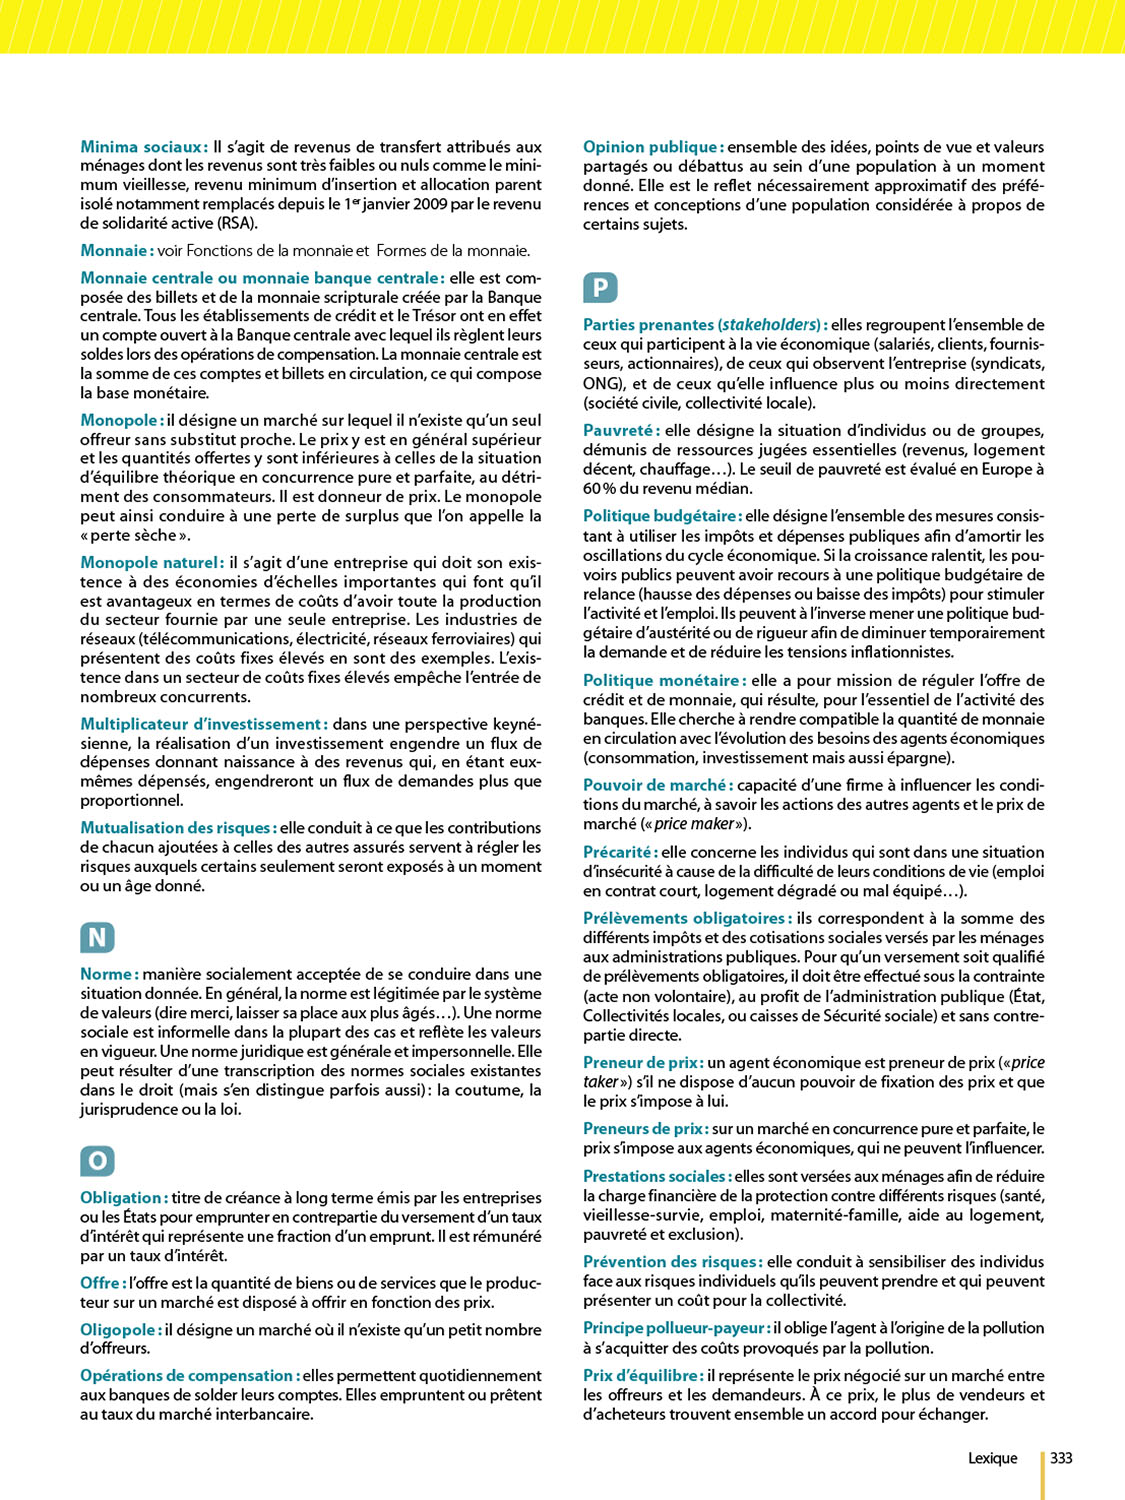 Minima sociaux : Il s’agit de revenus de transfert attribués aux
ménages dont les revenus sont très faibles ou nuls comme le mini-
mum vieillesse, revenu minimum d’insertion et allocation parent
isolé notamment remplacés depuis le 1er janvier 2009 par le revenu
de solidarité active (RSA).
Monnaie : voir Fonctions de la monnaie et Formes de la monnaie.
Monnaie centrale ou monnaie banque centrale : elle est com-
posée des billets et de la monnaie scripturale créée par la Banque
centrale. Tous les établissements de crédit et le Trésor ont en effet
un compte ouvert à la Banque centrale avec lequel ils règlent leurs
soldes lors des opérations de compensation. La monnaie centrale est
la somme de ces comptes et billets en circulation, ce qui compose
la base monétaire.
Monopole : il désigne un marché sur lequel il n’existe qu’un seul
offreur sans substitut proche. Le prix y est en général supérieur
et les quantités offertes y sont inférieures à celles de la situation
d’équilibre théorique en concurrence pure et parfaite, au détri-
ment des consommateurs. Il est donneur de prix. Le monopole
peut ainsi conduire à une perte de surplus que l’on appelle la
« perte sèche ».
Monopole naturel : il s’agit d’une entreprise qui doit son exis-
tence à des économies d’échelles importantes qui font qu’il
est avantageux en termes de coûts d’avoir toute la production
du secteur fournie par une seule entreprise. Les industries de
réseaux (télécommunications, électricité, réseaux ferroviaires) qui
présentent des coûts fixes élevés en sont des exemples. L’exis-
tence dans un secteur de coûts fixes élevés empêche l’entrée de
nombreux concurrents.
Multiplicateur d’investissement : dans une perspective keyné-
sienne, la réalisation d’un investissement engendre un flux de
dépenses donnant naissance à des revenus qui, en étant eux-
mêmes dépensés, engendreront un flux de demandes plus que
proportionnel.
Mutualisation des risques : elle conduit à ce que les contributions
de chacun ajoutées à celles des autres assurés servent à régler les
risques auxquels certains seulement seront exposés à un moment
ou un âge donné.
N
Norme : manière socialement acceptée de se conduire dans une
situation donnée. En général, la norme est légitimée par le système
de valeurs (dire merci, laisser sa place aux plus âgés…). Une norme
sociale est informelle dans la plupart des cas et reflète les valeurs
en vigueur. Une norme juridique est générale et impersonnelle. Elle
peut résulter d’une transcription des normes sociales existantes
dans le droit (mais s’en distingue parfois aussi) : la coutume, la
jurisprudence ou la loi.
O
Obligation : titre de créance à long terme émis par les entreprises
ou les États pour emprunter en contrepartie du versement d’un taux
d’intérêt qui représente une fraction d’un emprunt. Il est rémunéré
par un taux d’intérêt.
Offre : l’offre est la quantité de biens ou de services que le produc-
teur sur un marché est disposé à offrir en fonction des prix.
Oligopole : il désigne un marché où il n’existe qu’un petit nombre
d’offreurs.
Opérations de compensation : elles permettent quotidiennement
aux banques de solder leurs comptes. Elles empruntent ou prêtent
au taux du marché interbancaire.
Opinion publique : ensemble des idées, points de vue et valeurs
partagés ou débattus au sein d’une population à un moment
donné. Elle est le reflet nécessairement approximatif des préfé-
rences et conceptions d’une population considérée à propos de
certains sujets.
P
Parties prenantes (stakeholders) : elles regroupent l’ensemble de
ceux qui participent à la vie économique (salariés, clients, fournis-
seurs, actionnaires), de ceux qui observent l’entreprise (syndicats,
ONG), et de ceux qu’elle influence plus ou moins directement
(société civile, collectivité locale).
Pauvreté : elle désigne la situation d’individus ou de groupes,
démunis de ressources jugées essentielles (revenus, logement
décent, chauffage…). Le seuil de pauvreté est évalué en Europe à
60 % du revenu médian.
Politique budgétaire : elle désigne l’ensemble des mesures consis-
tant à utiliser les impôts et dépenses publiques afin d’amortir les
oscillations du cycle économique. Si la croissance ralentit, les pou-
voirs publics peuvent avoir recours à une politique budgétaire de
relance (hausse des dépenses ou baisse des impôts) pour stimuler
l’activité et l’emploi. Ils peuvent à l’inverse mener une politique bud-
gétaire d’austérité ou de rigueur afin de diminuer temporairement
la demande et de réduire les tensions inflationnistes.
Politique monétaire : elle a pour mission de réguler l’offre de
crédit et de monnaie, qui résulte, pour l’essentiel de l’activité des
banques. Elle cherche à rendre compatible la quantité de monnaie
en circulation avec l’évolution des besoins des agents économiques
(consommation, investissement mais aussi épargne).
Pouvoir de marché : capacité d’une firme à influencer les condi-
tions du marché, à savoir les actions des autres agents et le prix de
marché (« price maker »).
Précarité : elle concerne les individus qui sont dans une situation
d’insécurité à cause de la difficulté de leurs conditions de vie (emploi
en contrat court, logement dégradé ou mal équipé…).
Prélèvements obligatoires : ils correspondent à la somme des
différents impôts et des cotisations sociales versés par les ménages
aux administrations publiques. Pour qu’un versement soit qualifié
de prélèvements obligatoires, il doit être effectué sous la contrainte
(acte non volontaire), au profit de l’administration publique (État,
Collectivités locales, ou caisses de Sécurité sociale) et sans contre-
partie directe.
Preneur de prix : un agent économique est preneur de prix (« price
taker ») s’il ne dispose d’aucun pouvoir de fixation des prix et que
le prix s’impose à lui.
Preneurs de prix : sur un marché en concurrence pure et parfaite, le
prix s’impose aux agents économiques, qui ne peuvent l’influencer.
Prestations sociales : elles sont versées aux ménages afin de réduire
la charge financière de la protection contre différents risques (santé,
vieillesse-survie, emploi, maternité-famille, aide au logement,
pauvreté et exclusion).
Prévention des risques : elle conduit à sensibiliser des individus
face aux risques individuels qu’ils peuvent prendre et qui peuvent
présenter un coût pour la collectivité.
Principe pollueur-payeur : il oblige l’agent à l’origine de la pollution
à s’acquitter des coûts provoqués par la pollution.
Prix d’équilibre : il représente le prix négocié sur un marché entre
les offreurs et les demandeurs. À ce prix, le plus de vendeurs et
d’acheteurs trouvent ensemble un accord pour échanger.
Lexique 333